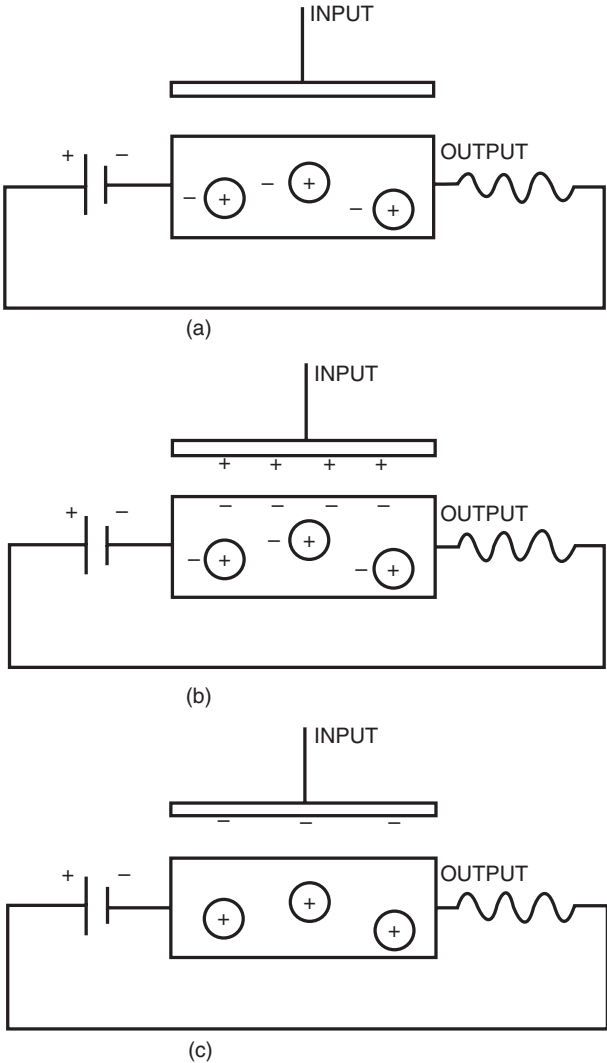 INPUT
+ −
OUTPUT
− + − + − +
(a)
INPUT
+ + + +
+ −
− − − −
OUTPUT
− + − + − +
(b)
INPUT
− − −
+ −
OUTPUT
+ + +
(c)